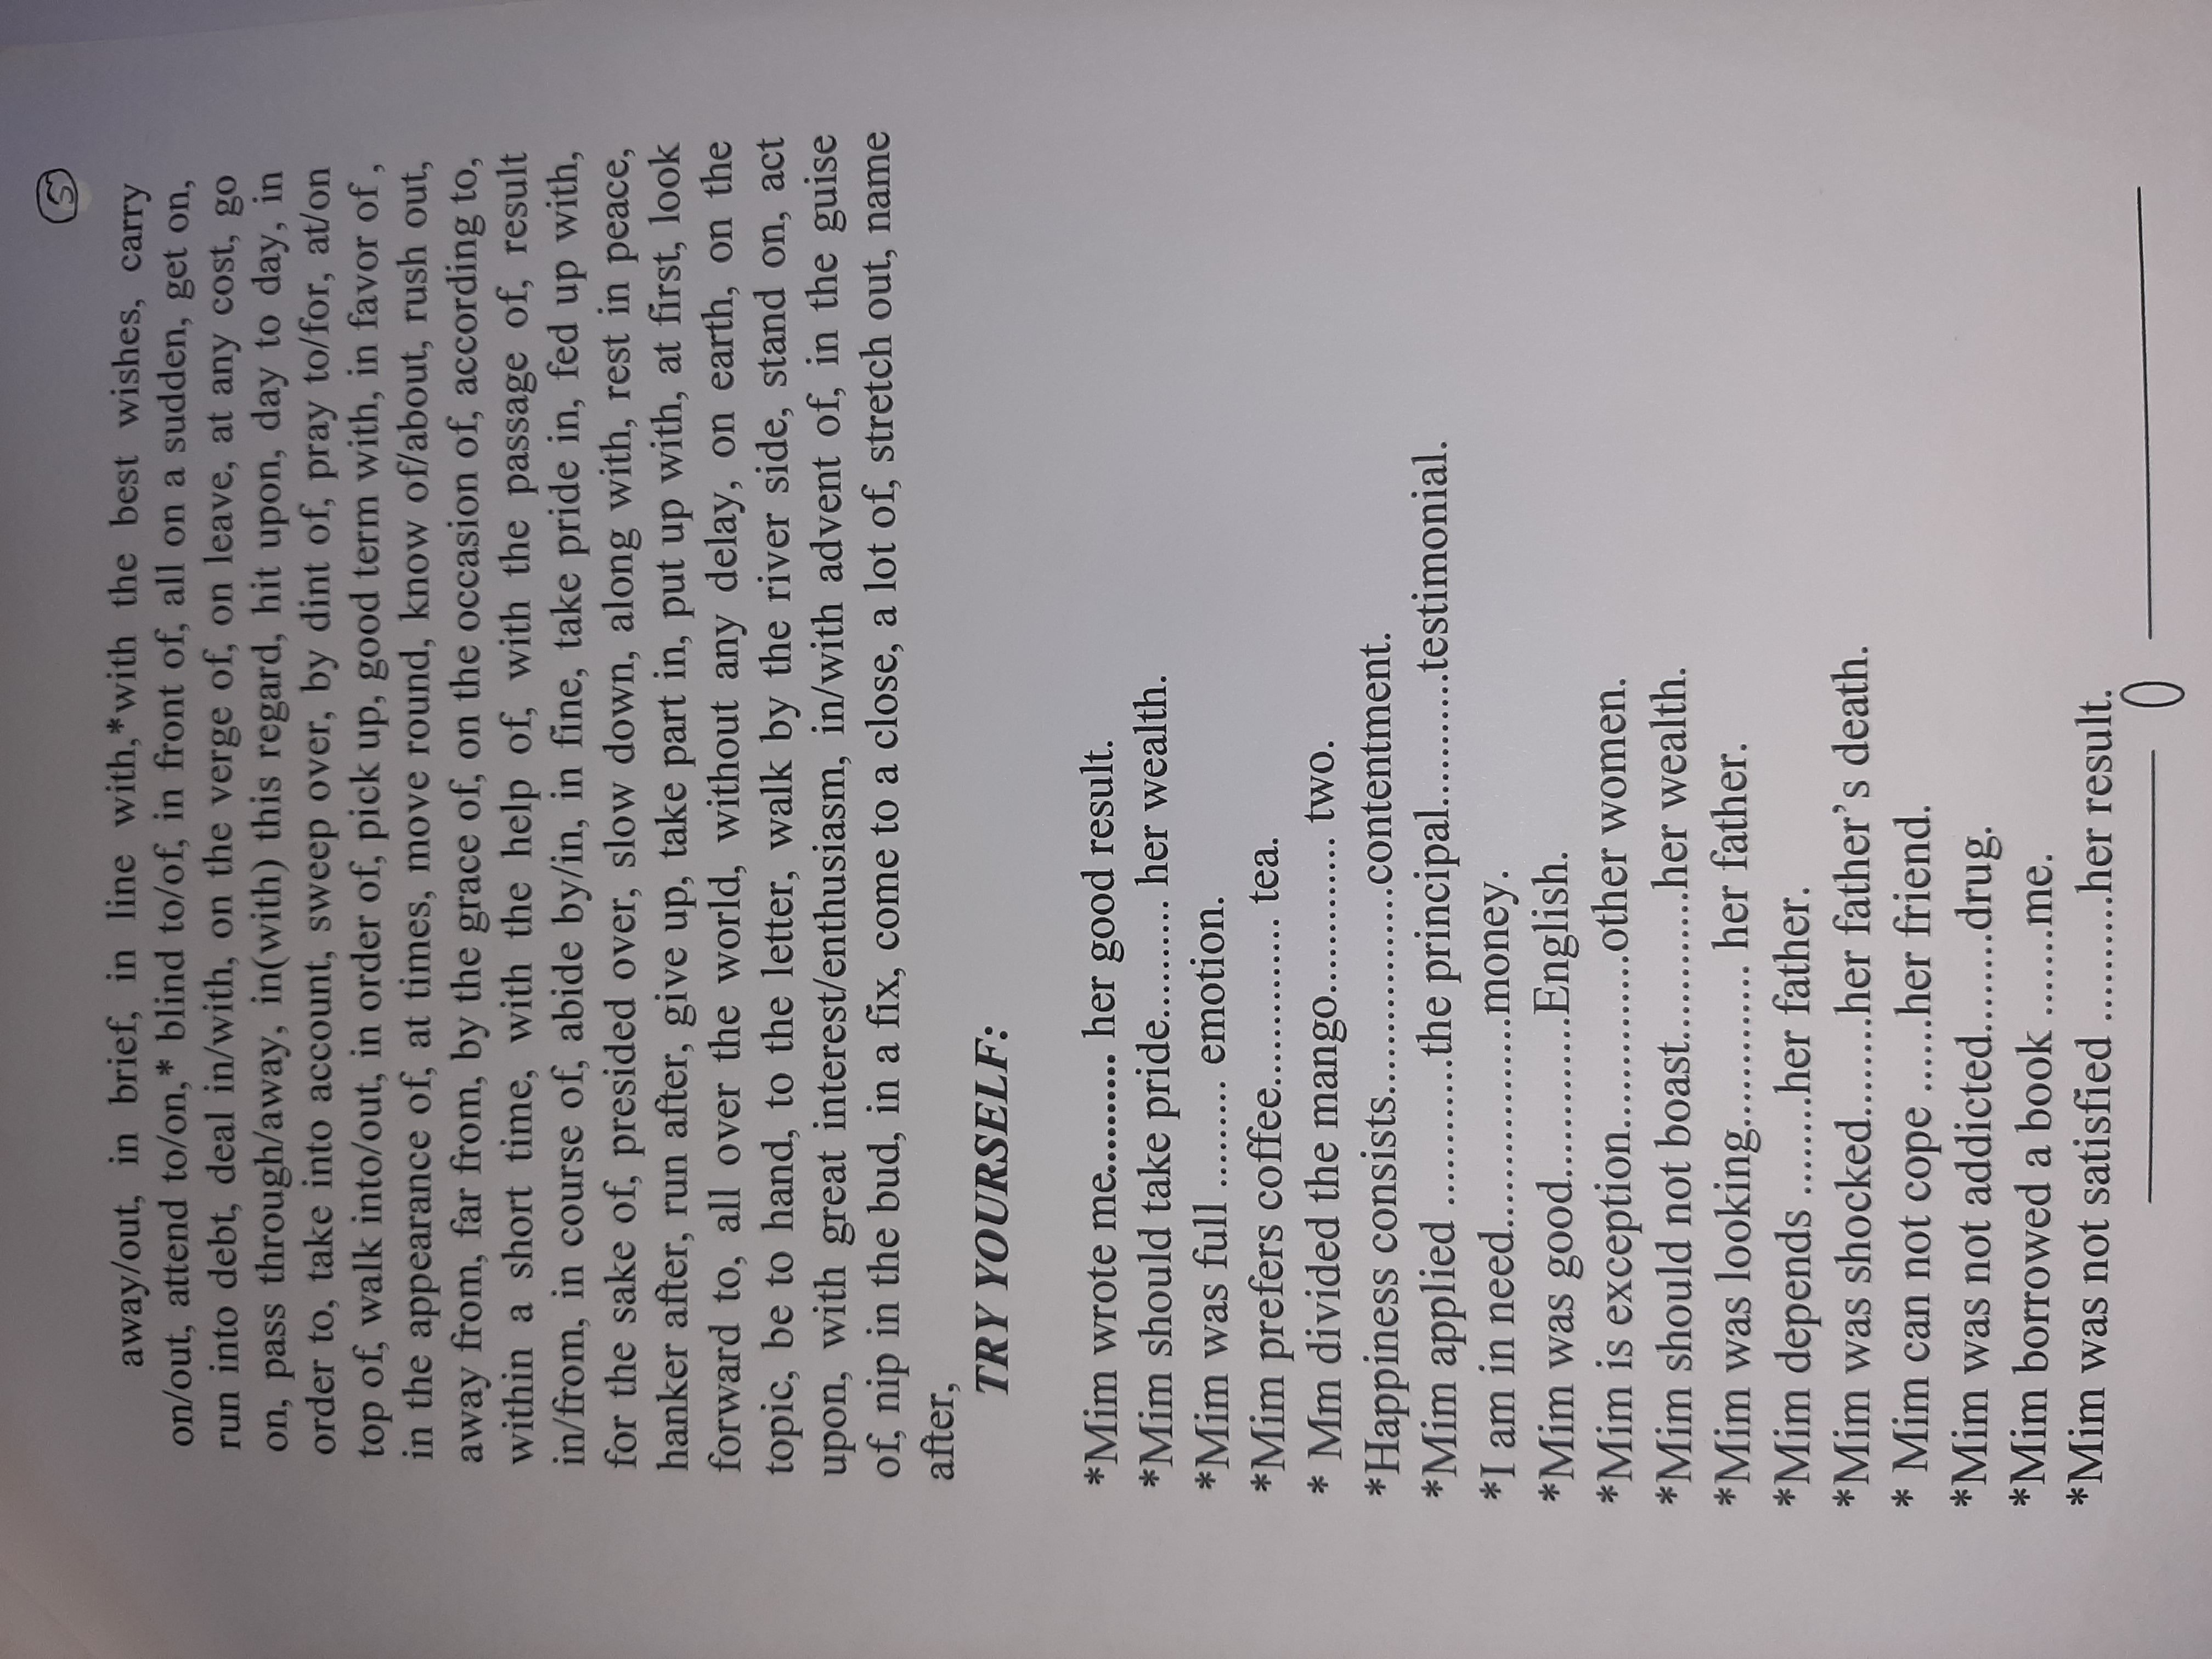 5
away/out, in brief, in line with,*with the best wishes, carry
on/out, attend to/on,* blind to/of, in front of, all on a sudden, get on,
run into debt, deal in/with, on the verge of, on leave, at any cost, go
on, pass through/away, in(with) this regard, hit upon, day to day, in
order to, take into account, sweep over, by dint of, pray to/for, at/on
top of, walk into/out, in order of, pick up, good term with, in favor of ,
in the appearance of, at times, move round, know of/about, rush out,
away from, far from, by the grace of, on the occasion of, according to,
within a short time, with the help of, with the passage of, result
in/from, in course of, abide by/in, in fine, take pride in, fed up with,
for the sake of, presided over, slow down, along with, rest in peace,
hanker after, run after, give up, take part in, put up with, at first, look
forward to, all over the world, without any delay, on earth, on the
topic, be to hand, to the letter, walk by the river side, stand on, act
upon, with great interest/enthusiasm, in/with advent of, in the guise
of, nip in the bud, in a fix, come to a close, a lot of, stretch out, name
after,
TRY YOURSELF:
*Mim wrote me.......... her good result.
*Mim should take pride.......... her wealth.
*Mim was full ......... emotion.
*Mim prefers coffee.............. tea.
* Mm divided the mango............. two.
*Happiness consists.................contentment.
*Mim applied ............the principal...........testimonial.
*I am in need.................money.
*Mim was good.............English.
*Mim is exception..............other women.
*Mim should not boast............her wealth.
*Mim was looking............. her father.
*Mim depends ........her father.
*Mim was shocked........her father’s death.
* Mim can not cope ......her friend.
*Mim was not addicted........drug.
*Mim borrowed a book .......me.
*Mim was not satisfied ..........her result.
0